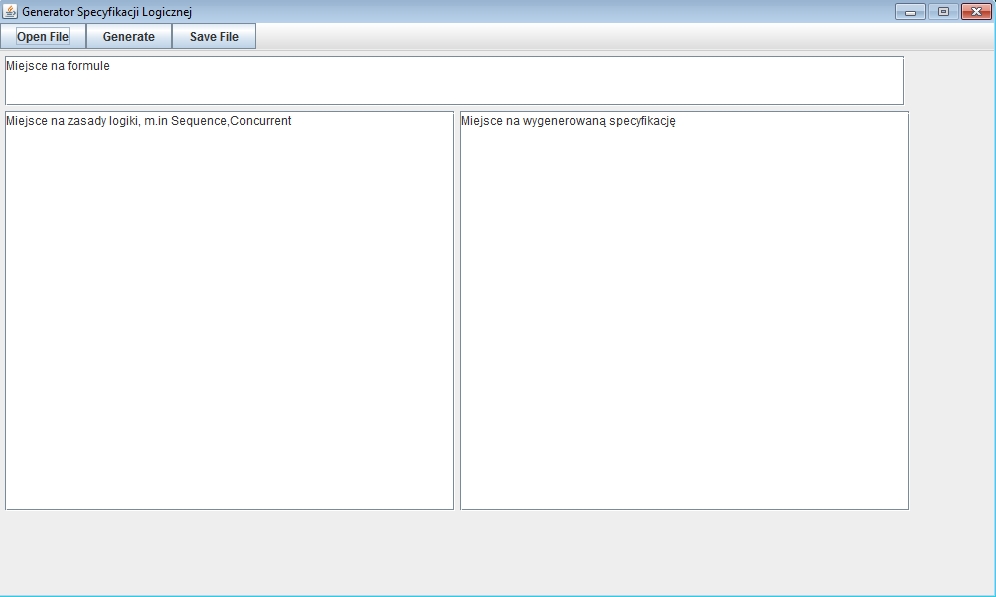 Generator Specyfikacji Logicznej
Open File Generate Save File
Miejsce na formule
Miejsce na zasady logiki, m.in Sequence,Concurrent
Miejsce na wygenerowaną specyfikację